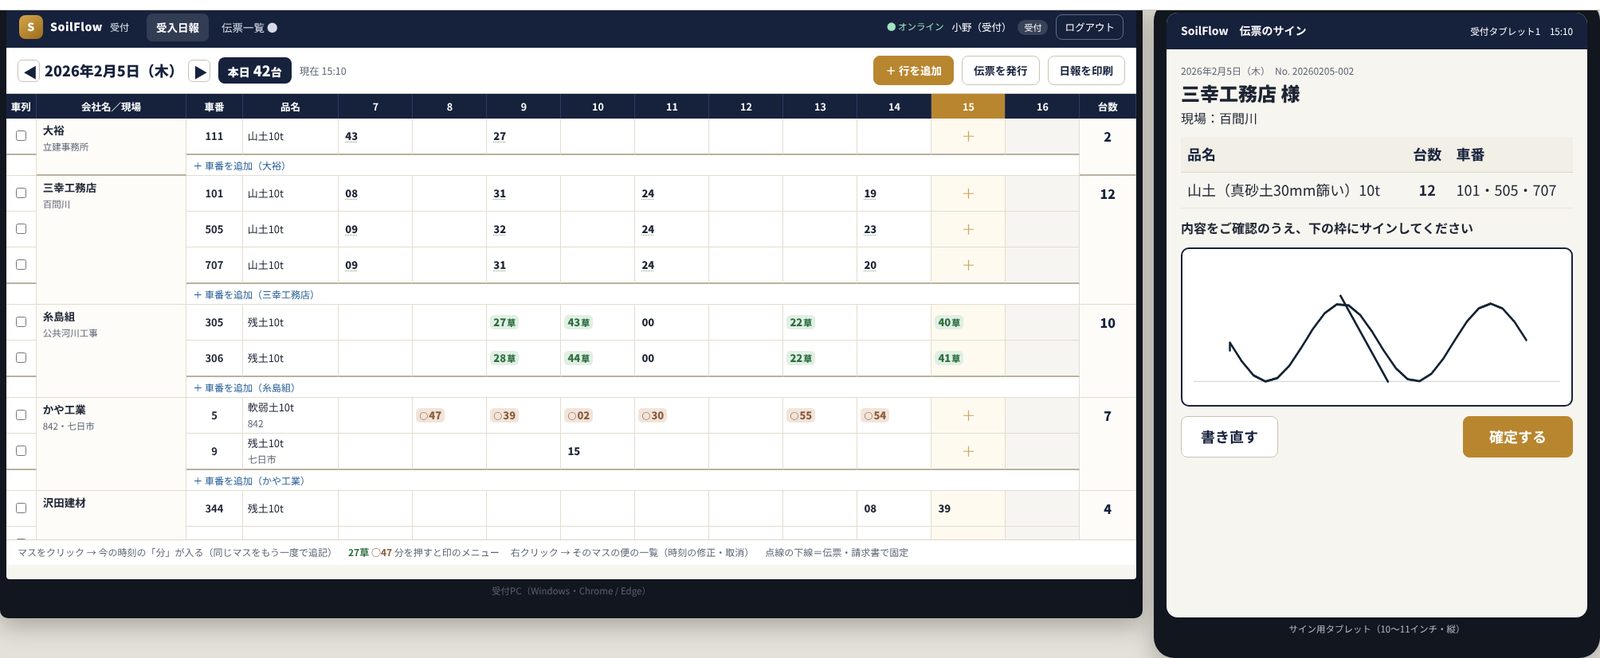 S SoilFlow 受付 受入日報 伝票一覧 オンライン 小野（受付） 受付 ログアウト
◀ 2026年2月5日（木） ▶ 本日 42台 現在 15:10 ＋ 行を追加 伝票を発行 日報を印刷
車列 会社名／現場 車番 品名 7 8 9 10 11 12 13 14 15 16 台数
大裕 111 山土10t 43 27 ＋ 2
立建事務所
＋ 車番を追加（大裕）
三幸工務店 101 山土10t 08 31 24 19 ＋ 12
百間川
505 山土10t 09 32 24 23 ＋
707 山土10t 09 31 24 20 ＋
＋ 車番を追加（三幸工務店）
糸島組 305 残土10t 27草 43草 00 22草 40草 10
公共河川工事
306 残土10t 28草 44草 00 22草 41草
＋ 車番を追加（糸島組）
かや工業 5 軟弱土10t ○47 ○39 ○02 ○30 ○55 ○54 ＋ 7
842・七日市 842
9 残土10t 15 ＋
七日市
＋ 車番を追加（かや工業）
沢田建材 344 残土10t 08 39 4
マスをクリック → 今の時刻の「分」が入る（同じマスをもう一度で追記） 27草 ○47 分を押すと印のメニュー 右クリック → そのマスの便の一覧（時刻の修正・取消） 点線の下線＝伝票・請求書で固定
受付PC（Windows・Chrome / Edge）
SoilFlow 伝票のサイン 受付タブレット1 15:10
2026年2月5日（木） No. 20260205-002
三幸工務店 様
現場：百間川
品名 台数 車番
山土（真砂土30mm篩い）10t 12 101・505・707
内容をご確認のうえ、下の枠にサインしてください
書き直す 確定する
サイン用タブレット（10〜11インチ・縦）